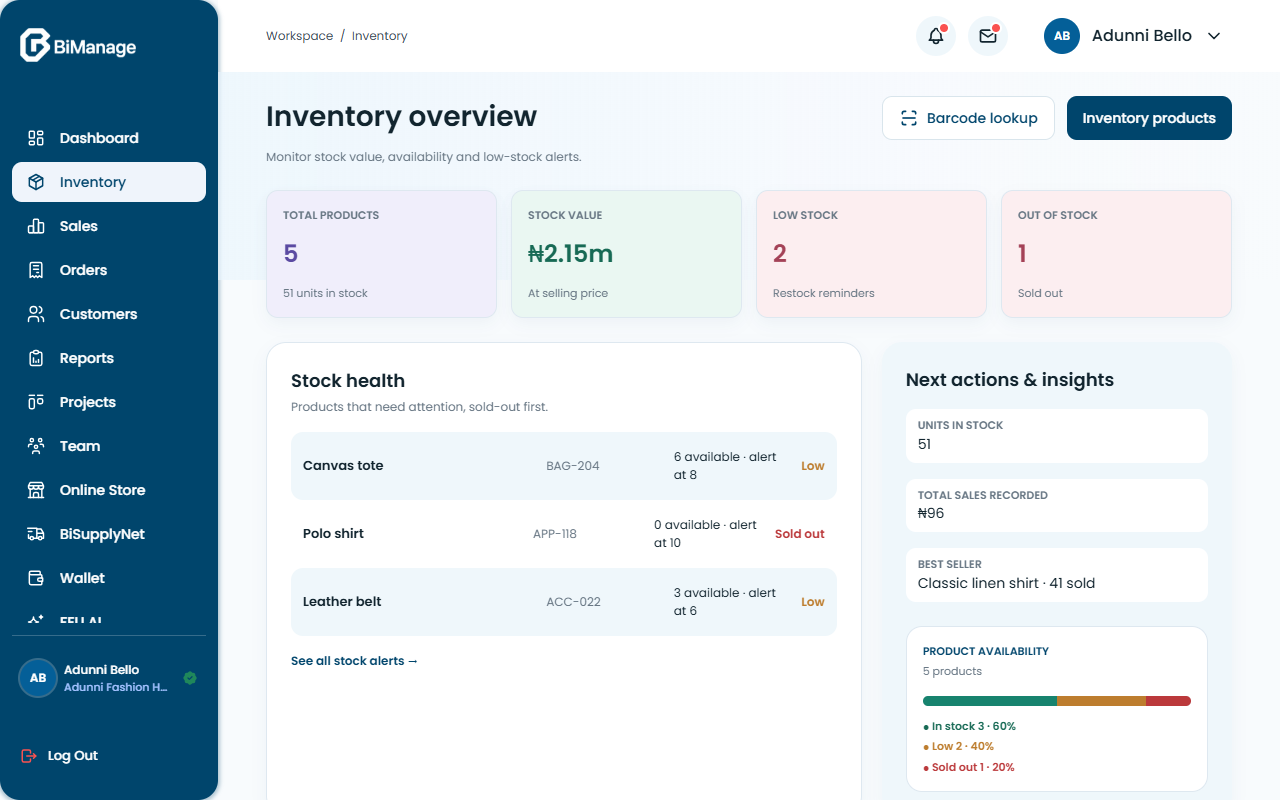 BiManage
Workspace / Inventory
AB
Adunni Bello
Dashboard
Inventory
Sales
Orders
Customers
Reports
Projects
Team
Online Store
BiSupplyNet
Wallet
AB
Adunni Bello
Adunni Fashion H...
Log Out
Inventory overview
Monitor stock value, availability and low-stock alerts.
Barcode lookup
Inventory products
TOTAL PRODUCTS
5
51 units in stock
STOCK VALUE
₦2.15m
At selling price
LOW STOCK
2
Restock reminders
OUT OF STOCK
1
Sold out
Stock health
Products that need attention, sold-out first.
Canvas tote
BAG-204
6 available · alert
at 8
Low
Polo shirt
APP-118
0 available · alert
at 10
Sold out
Leather belt
ACC-022
3 available · alert
at 6
Low
See all stock alerts →
Next actions & insights
UNITS IN STOCK
51
TOTAL SALES RECORDED
₦96
BEST SELLER
Classic linen shirt · 41 sold
PRODUCT AVAILABILITY
5 products
● In stock 3 · 60%
● Low 2 · 40%
● Sold out 1 · 20%